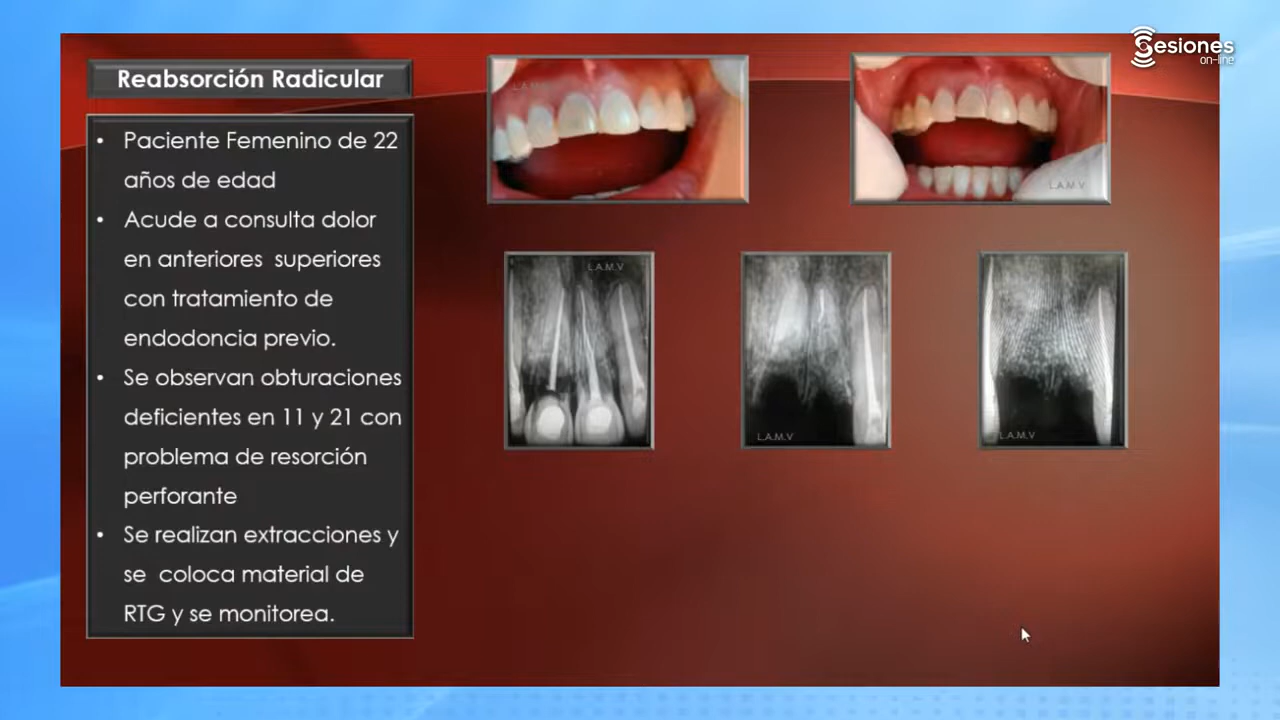 Sesiones
on-line
Reabsorción Radicular
• Paciente Femenino de 22
años de edad
• Acude a consulta dolor
en anteriores superiores
con tratamiento de
endodoncia previo.
• Se observan obturaciones
deficientes en 11 y 21 con
problema de resorción
perforante
• Se realizan extracciones y
se coloca material de
RTG y se monitorea.
L.A.M.V
L.A.M.V
L.A.M.V
L.A.M.V
L.A.M.V